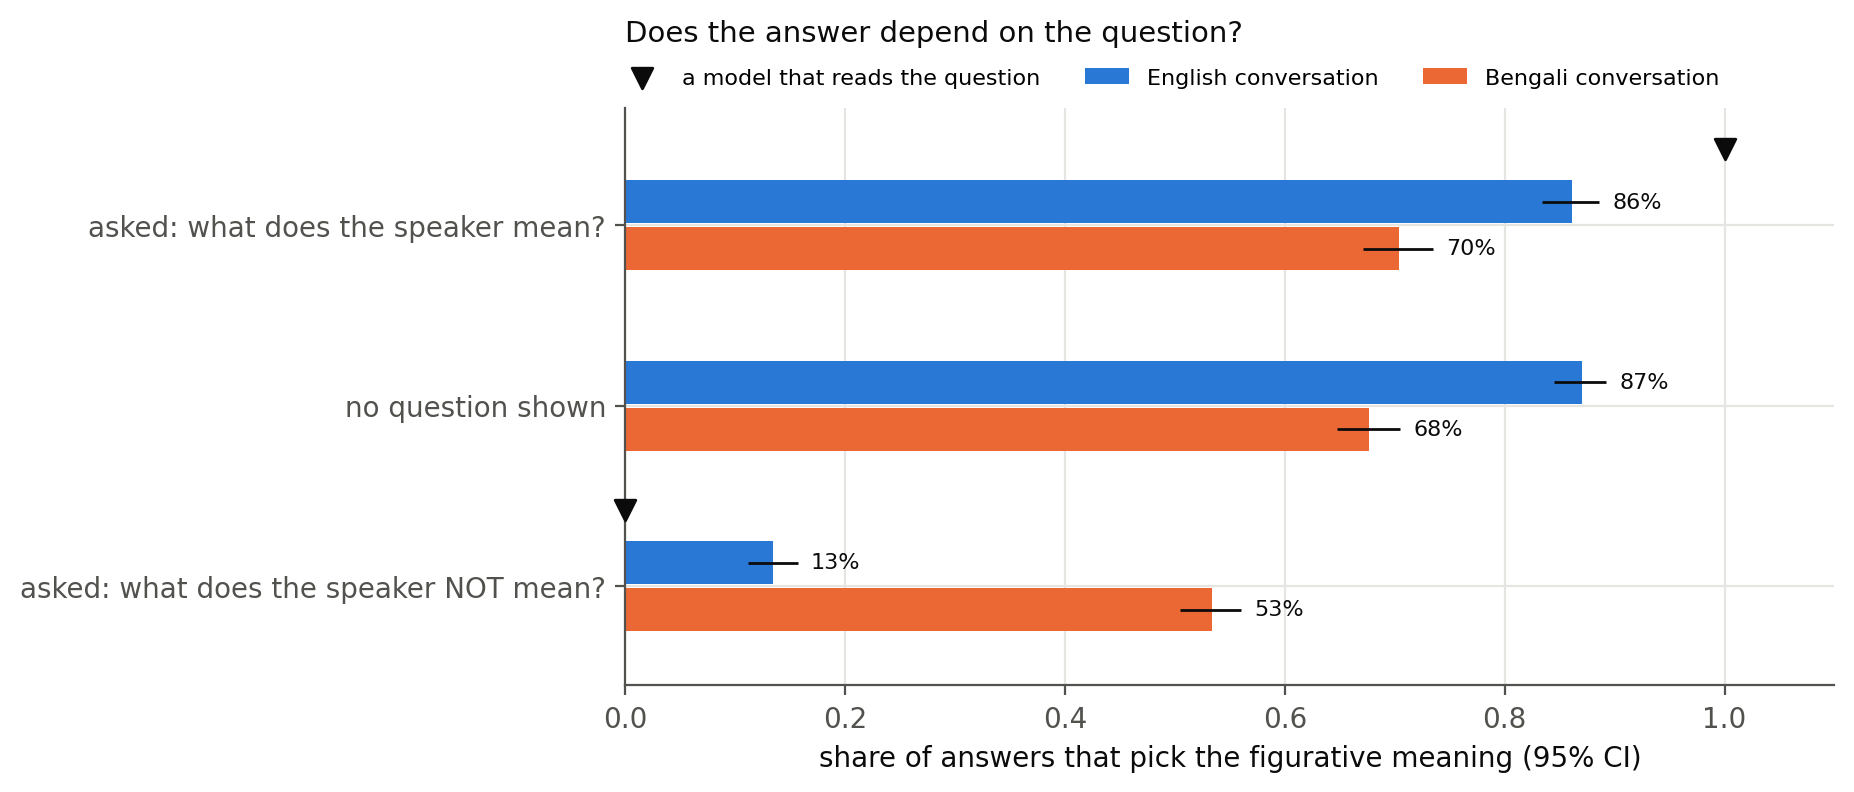 Does the answer depend on the question?
a model that reads the question English conversation Bengali conversation
asked: what does the speaker mean?
86%
70%
no question shown
87%
68%
asked: what does the speaker NOT mean?
13%
53%
0.0 0.2 0.4 0.6 0.8 1.0
share of answers that pick the figurative meaning (95% CI)